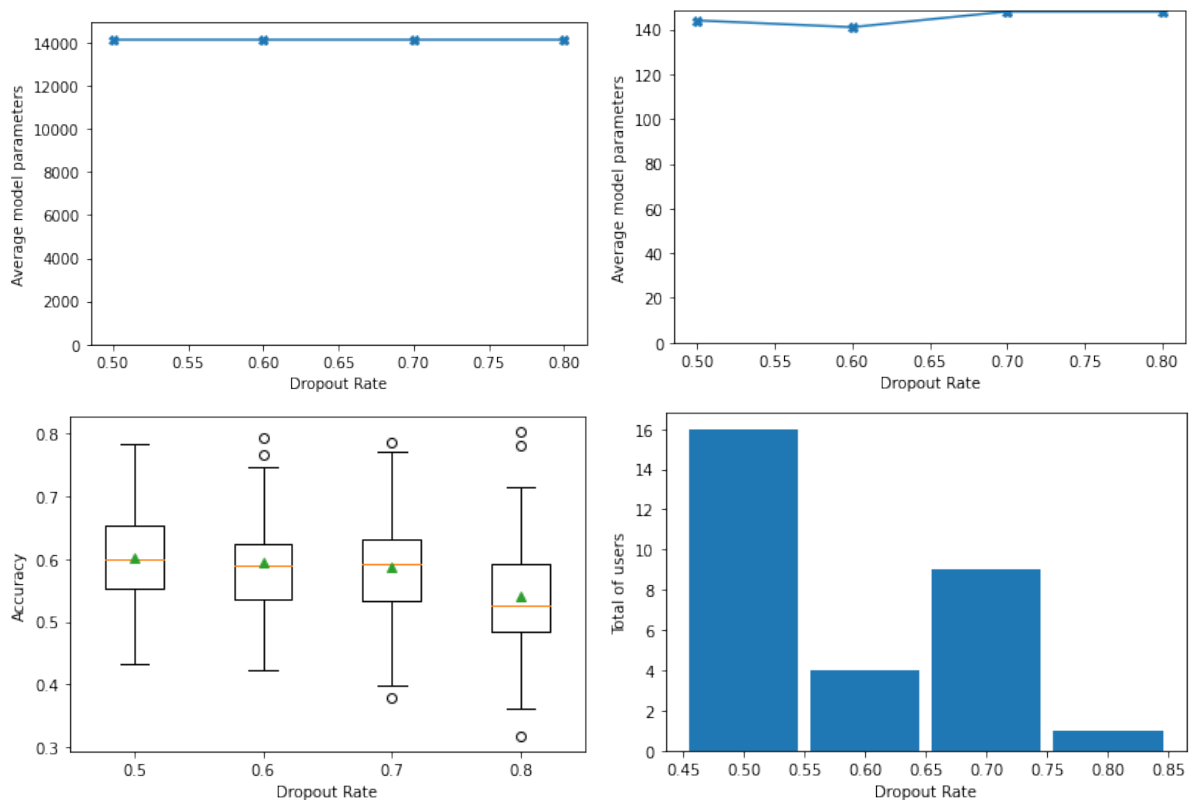 14000
12000
10000
8000
6000
4000
2000
0
Average model parameters
0.50 0.55 0.60 0.65 0.70 0.75 0.80
Dropout Rate
140
120
100
80
60
40
20
0
Average model parameters
0.50 0.55 0.60 0.65 0.70 0.75 0.80
Dropout Rate
0.8
0.7
0.6
0.5
0.4
0.3
Accuracy
0.5 0.6 0.7 0.8
Dropout Rate
16
14
12
10
8
6
4
2
0
Total of users
0.45 0.50 0.55 0.60 0.65 0.70 0.75 0.80 0.85
Dropout Rate